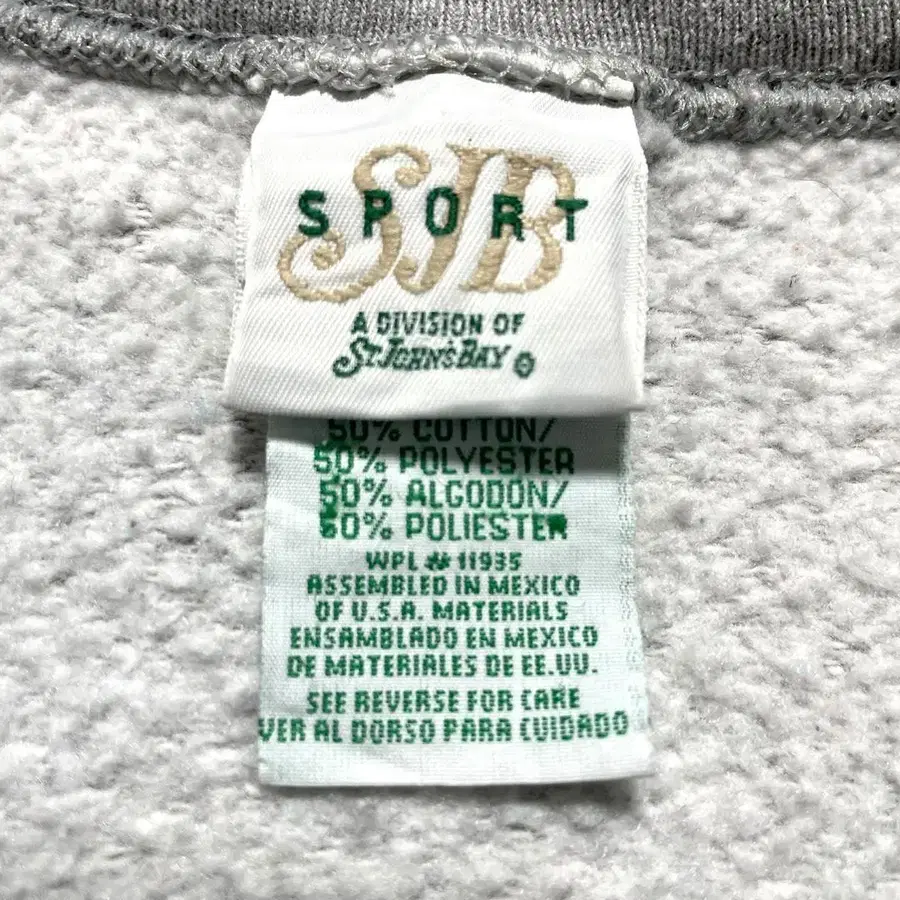 SJB
SPORT
A DIVISION OF
ST. JOHN'S BAY ®
50% COTTON/
50% POLYESTER
50% ALGODON/
50% POLIESTER
WPL # 11935
ASSEMBLED IN MEXICO
OF U.S.A. MATERIALS
ENSAMBLADO EN MEXICO
DE MATERIALES DE EE.UU.
SEE REVERSE FOR CARE
VER AL DORSO PARA CUIDADO